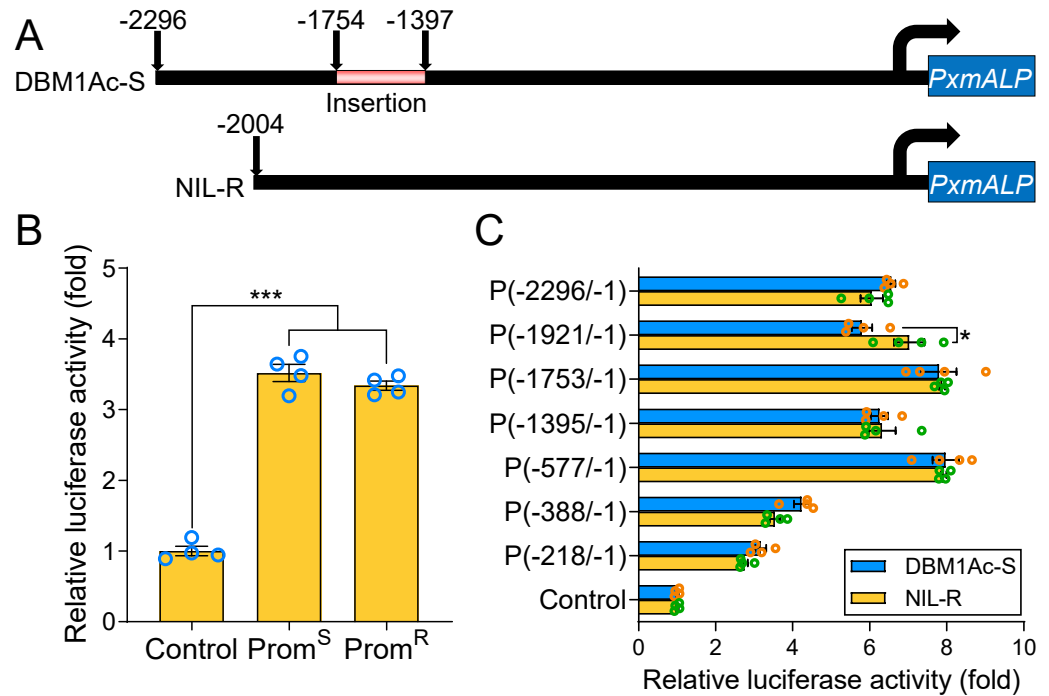 A
-2296
-1754
-1397
DBM1Ac-S
PxmALP
Insertion
-2004
NIL-R
PxmALP
B
Relative luciferase activity (fold)
5
4
3
2
1
0
***
Control Prom^S Prom^R
C
P(-2296/-1)
P(-1921/-1)
*
P(-1753/-1)
P(-1395/-1)
P(-577/-1)
P(-388/-1)
P(-218/-1)
Control
DBM1Ac-S
NIL-R
0 2 4 6 8 10
Relative luciferase activity (fold)